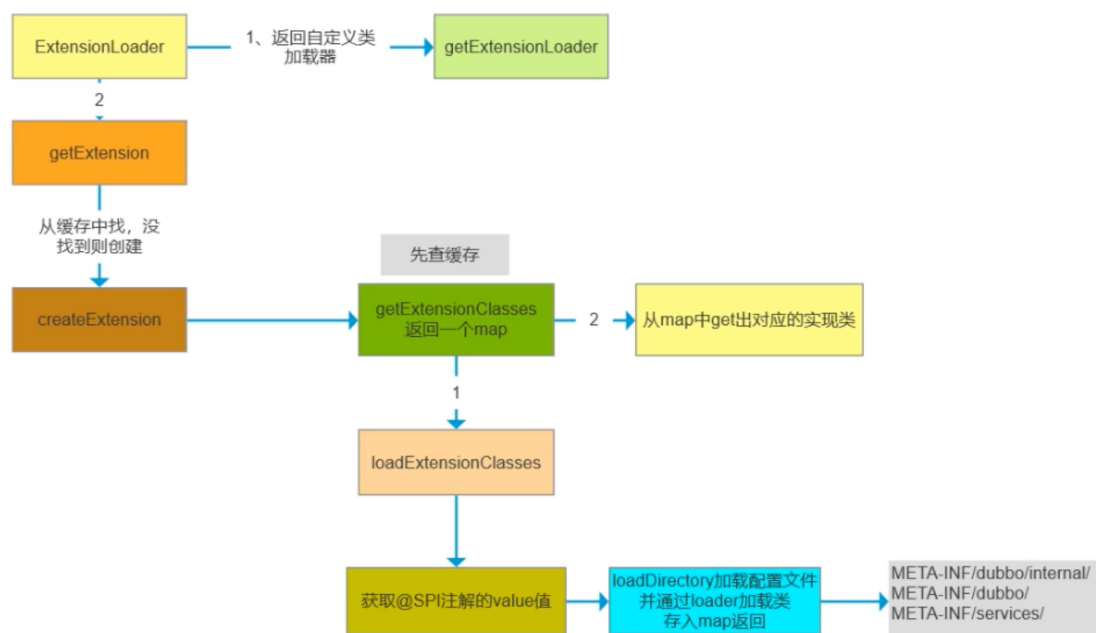 ExtensionLoader
1、返回自定义类
加载器
getExtensionLoader
2
getExtension
从缓存中找，没
找到则创建
先查缓存
createExtension
getExtensionClasses
返回一个map
2
从map中get出对应的实现类
1
loadExtensionClasses
获取@SPI注解的value值
loadDirectory加载配置文件
并通过loader加载类
存入map返回
META-INF/dubbo/internal/
META-INF/dubbo/
META-INF/services/